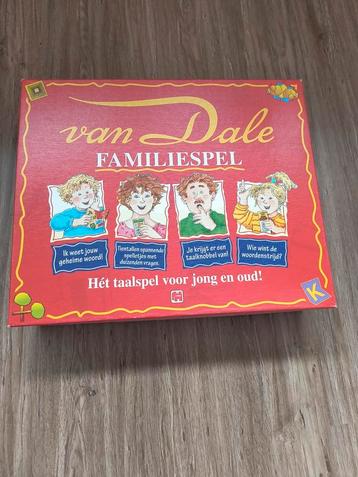 van Dale
FAMILIESPEL
Ik weet jouw
geheime woord!
Tientallen spannende
spelletjes met
duizenden vragen.
Je krijgt er een
taalknobbel van!
Wie wint de
woordenstrijd?
Hét taalspel voor jong en oud!
K